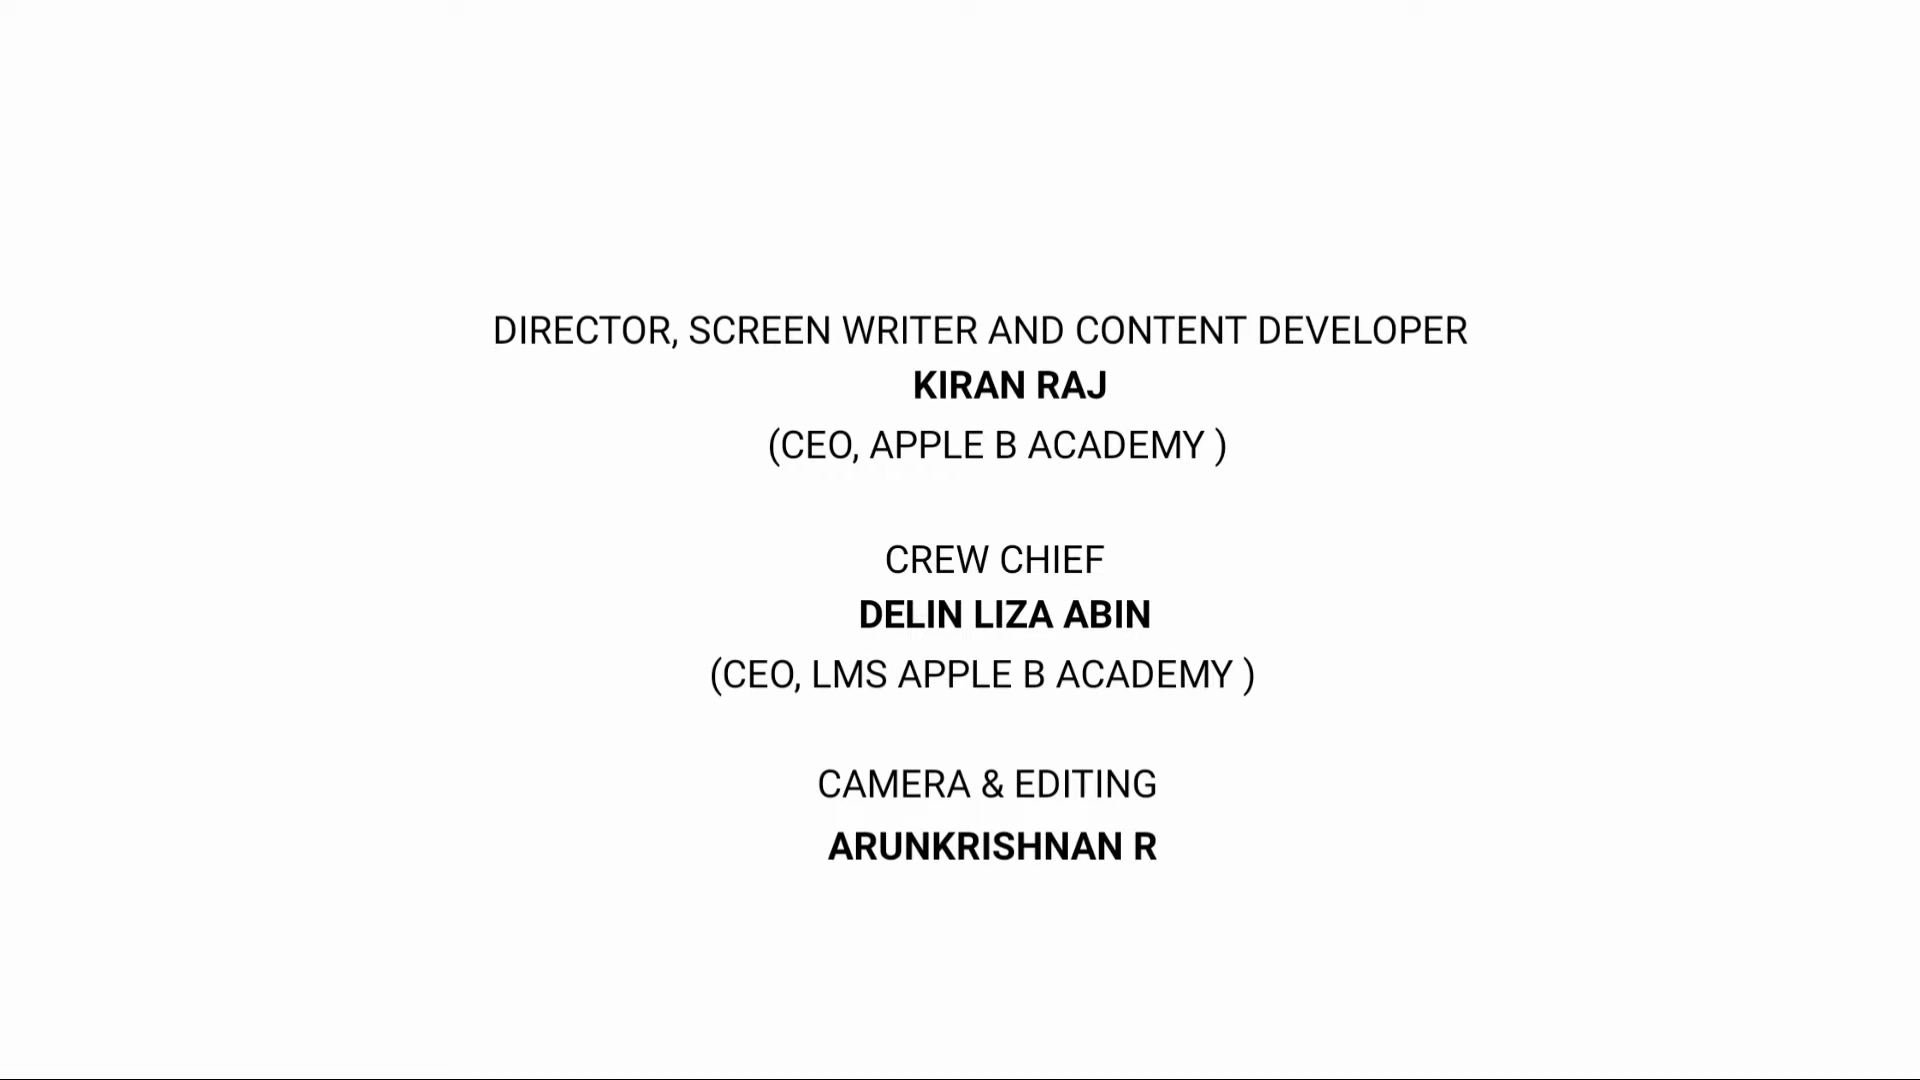 DIRECTOR, SCREEN WRITER AND CONTENT DEVELOPER
KIRAN RAJ
(CEO, APPLE B ACADEMY )
CREW CHIEF
DELIN LIZA ABIN
(CEO, LMS APPLE B ACADEMY )
CAMERA & EDITING
ARUNKRISHNAN R